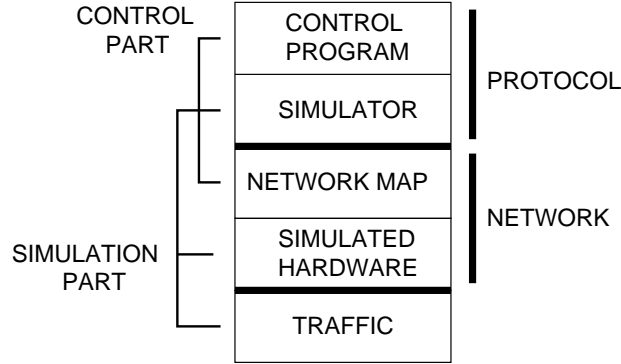 CONTROL
PART
CONTROL
PROGRAM
SIMULATOR
PROTOCOL
NETWORK MAP
NETWORK
SIMULATION
PART
SIMULATED
HARDWARE
TRAFFIC